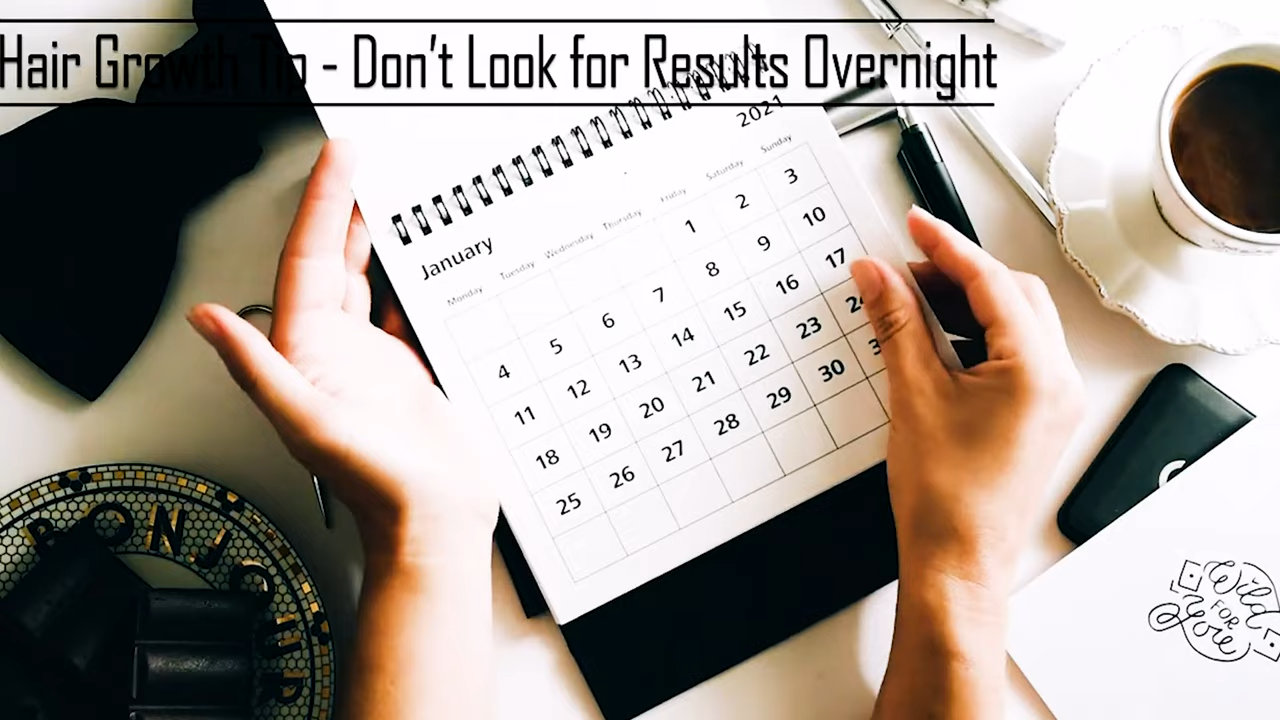 Hair Growth Tip - Don't Look for Results Overnight
2021
January
Monday Tuesday Wednesday Thursday Friday Saturday Sunday
1 2 3
4 5 6 7 8 9 10
11 12 13 14 15 16 17
18 19 20 21 22 23 24
25 26 27 28 29 30 3
BONJOUR
Wild
FOR
You